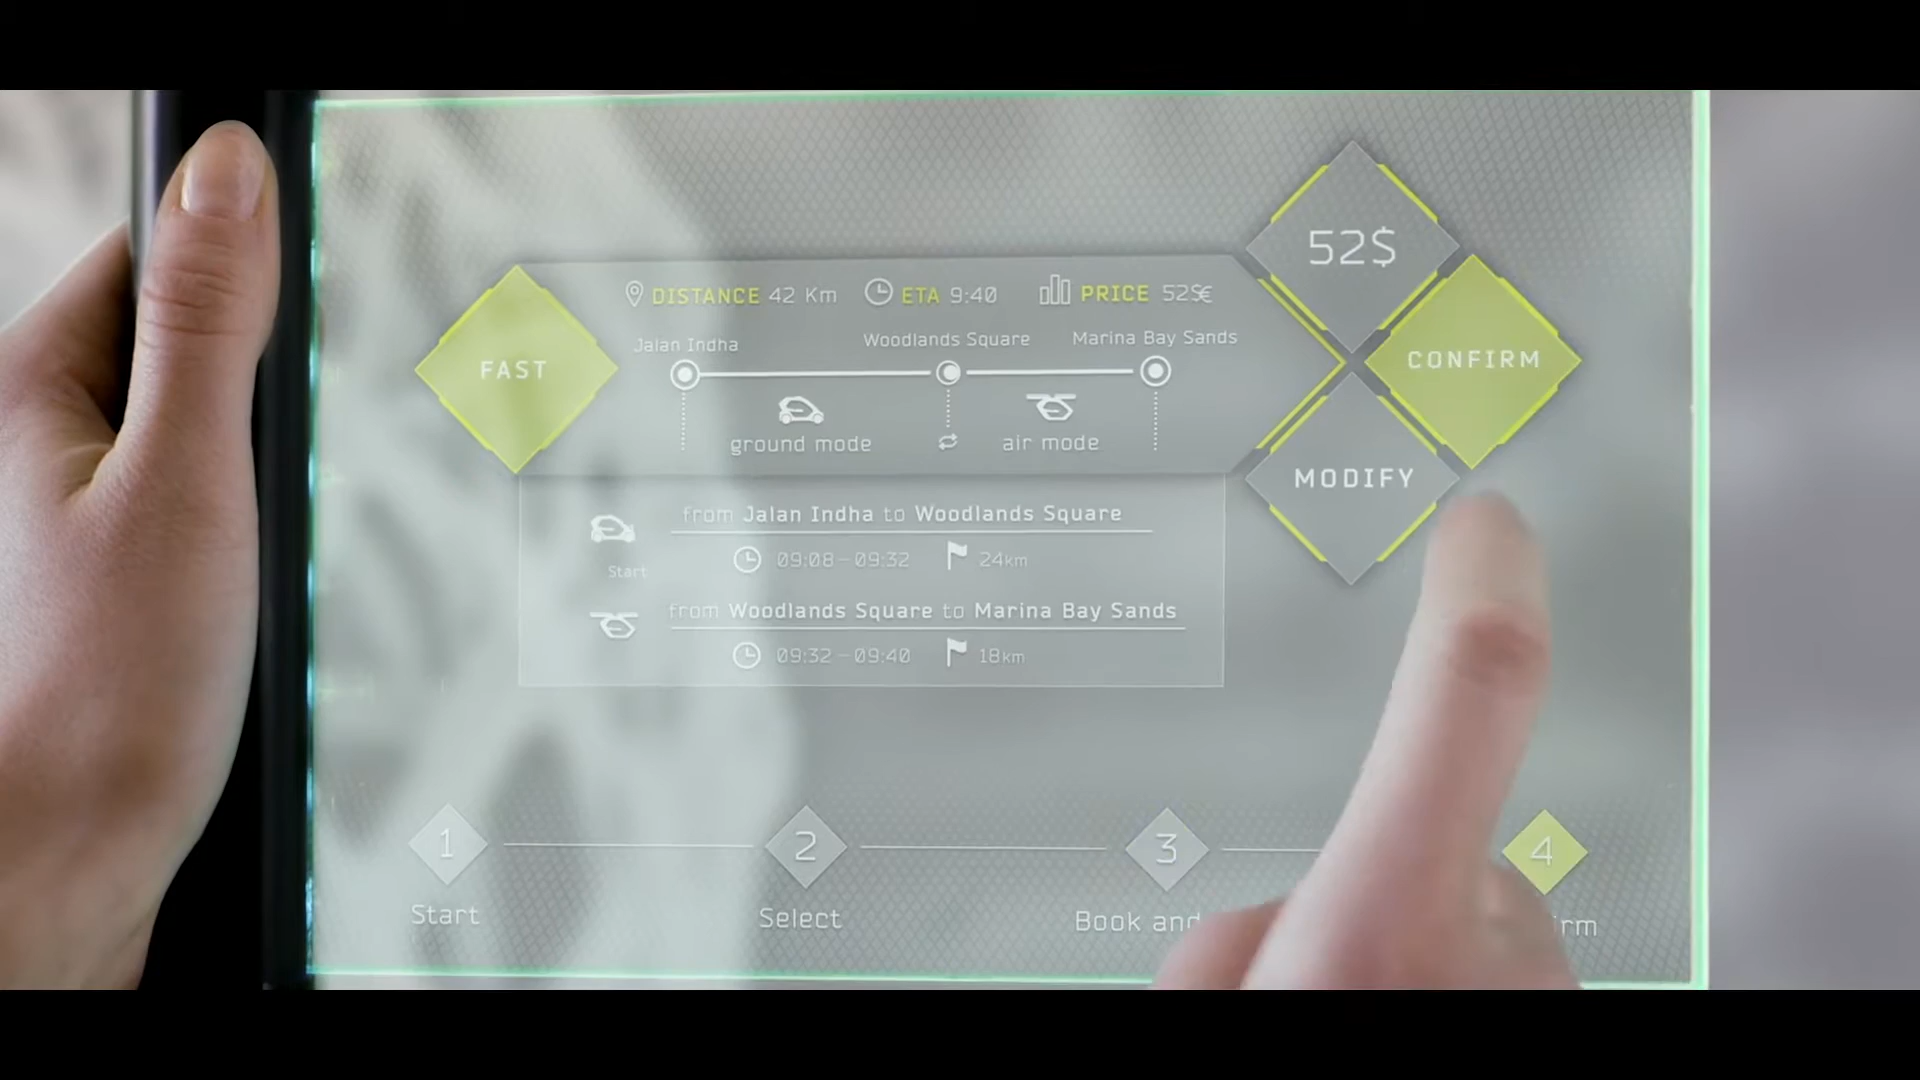 52$
DISTANCE 42 Km ETA 9:40 PRICE 52$€
Jalan Indha Woodlands Square Marina Bay Sands
FAST
CONFIRM
ground mode air mode
MODIFY
from Jalan Indha to Woodlands Square
09:08 – 09:32 24km
Start
from Woodlands Square to Marina Bay Sands
09:32 – 09:40 18km
1 2 3 4
Start Select Book and rm